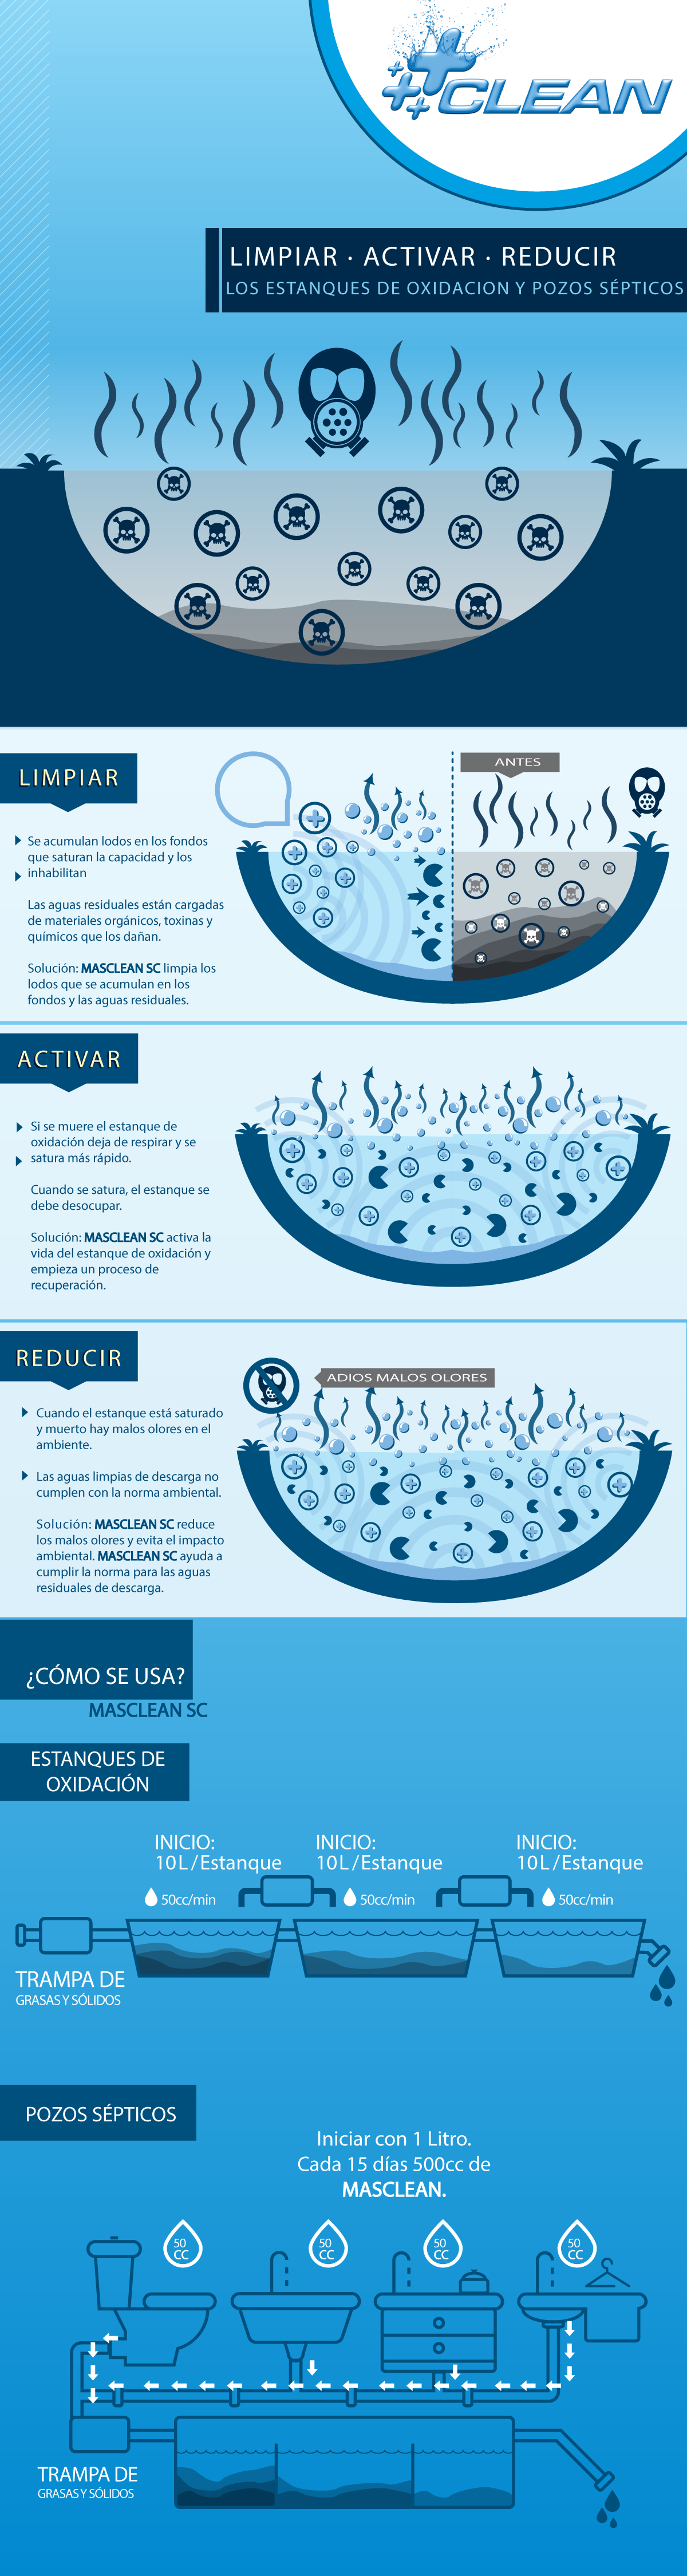 CLEAN
LIMPIAR · ACTIVAR · REDUCIR
LOS ESTANQUES DE OXIDACION Y POZOS SÉPTICOS
LIMPIAR
ANTES
Se acumulan lodos en los fondos
que saturan la capacidad y los
inhabilitan
Las aguas residuales están cargadas
de materiales orgánicos, toxinas y
químicos que los dañan.
Solución: MASCLEAN SC limpia los
lodos que se acumulan en los
fondos y las aguas residuales.
ACTIVAR
Si se muere el estanque de
oxidación deja de respirar y se
satura más rápido.
Cuando se satura, el estanque se
debe desocupar.
Solución: MASCLEAN SC activa la
vida del estanque de oxidación y
empieza un proceso de
recuperación.
REDUCIR
ADIOS MALOS OLORES
Cuando el estanque está saturado
y muerto hay malos olores en el
ambiente.
Las aguas limpias de descarga no
cumplen con la norma ambiental.
Solución: MASCLEAN SC reduce
los malos olores y evita el impacto
ambiental. MASCLEAN SC ayuda a
cumplir la norma para las aguas
residuales de descarga.
¿CÓMO SE USA?
MASCLEAN SC
ESTANQUES DE
OXIDACIÓN
INICIO:
10L/Estanque
50cc/min
INICIO:
10L/Estanque
50cc/min
INICIO:
10L/Estanque
50cc/min
TRAMPA DE
GRASAS Y SÓLIDOS
POZOS SÉPTICOS
Iniciar con 1 Litro.
Cada 15 días 500cc de
MASCLEAN.
50
CC
50
CC
50
CC
50
CC
TRAMPA DE
GRASAS Y SÓLIDOS